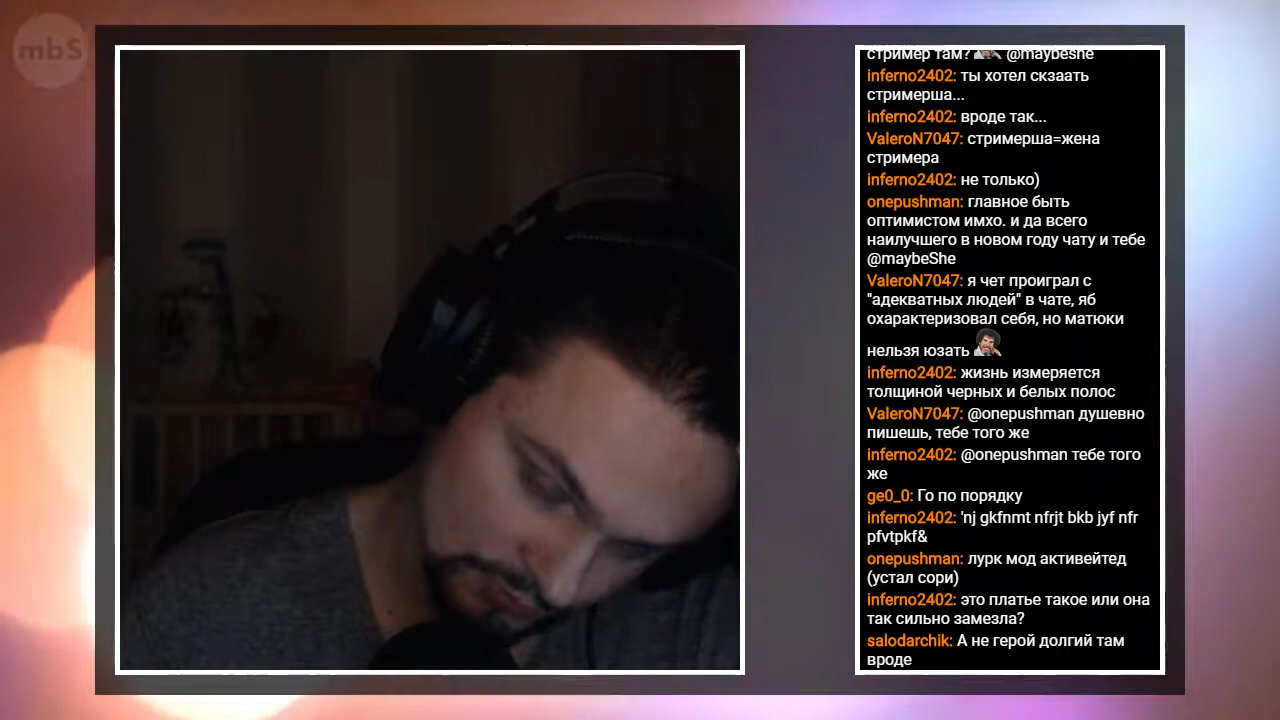 mbS
стример там? @maybeshe
inferno2402: ты хотел скзаать
стримерша...
inferno2402: вроде так...
ValeroN7047: стримерша=жена
стримера
inferno2402: не только)
onepushman: главное быть
оптимистом имхо. и да всего
наилучшего в новом году чату и тебе
@maybeShe
ValeroN7047: я чет проиграл с
"адекватных людей" в чате, яб
охарактеризовал себя, но матюки
нельзя юзать
inferno2402: жизнь измеряется
толщиной черных и белых полос
ValeroN7047: @onepushman душевно
пишешь, тебе того же
inferno2402: @onepushman тебе того
же
ge0_0: Го по порядку
inferno2402: 'nj gkfnmt nfrjt bkb jyf nfr
pfvtpkf&
onepushman: лурк мод активейтед
(устал сори)
inferno2402: это платье такое или она
так сильно замезла?
salodarchik: А не герой долгий там
вроде